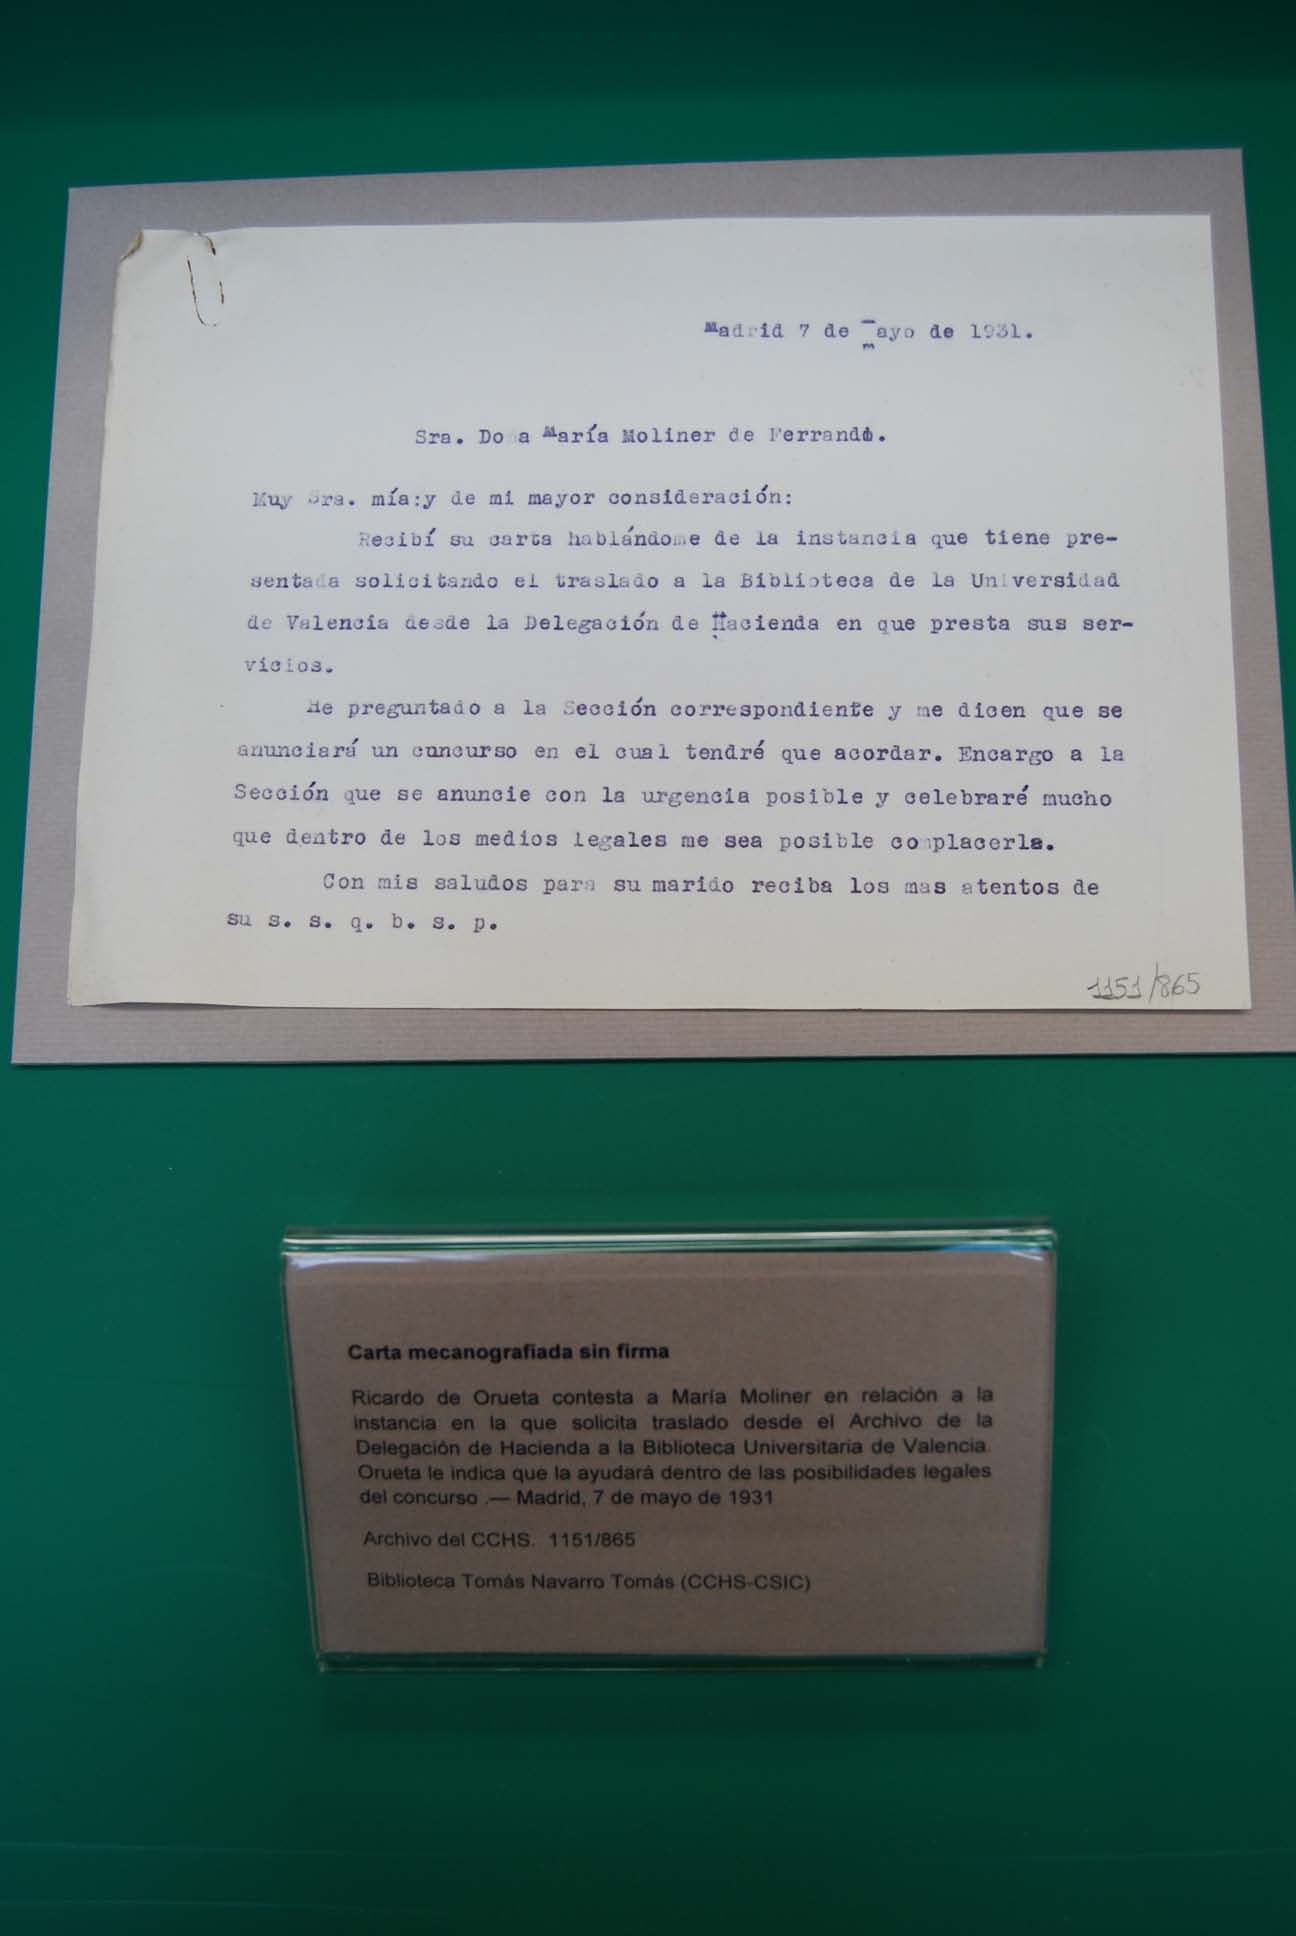 Madrid 7 de mayo de 1931.
Sra. Doña María Moliner de Ferrando.
Muy Sra. mía:y de mi mayor consideración:
Recibí su carta hablándome de la instancia que tiene pre-
sentada solicitando el traslado a la Biblioteca de la Universidad
de Valencia desde la Delegación de Hacienda en que presta sus ser-
vicios.
He preguntado a la Sección correspondiente y me dicen que se
anunciará un cuncurso en el cual tendré que acordar. Encargo a la
Sección que se anuncie con la urgencia posible y celebraré mucho
que dentro de los medios legales me sea posible complacerla.
Con mis saludos para su marido reciba los mas atentos de
su s. s. q. b. s. p.
1151/865
Carta mecanografiada sin firma
Ricardo de Orueta contesta a María Moliner en relación a la
instancia en la que solicita traslado desde el Archivo de la
Delegación de Hacienda a la Biblioteca Universitaria de Valencia.
Orueta le indica que la ayudará dentro de las posibilidades legales
del concurso .— Madrid, 7 de mayo de 1931
Archivo del CCHS. 1151/865
Biblioteca Tomás Navarro Tomás (CCHS-CSIC)